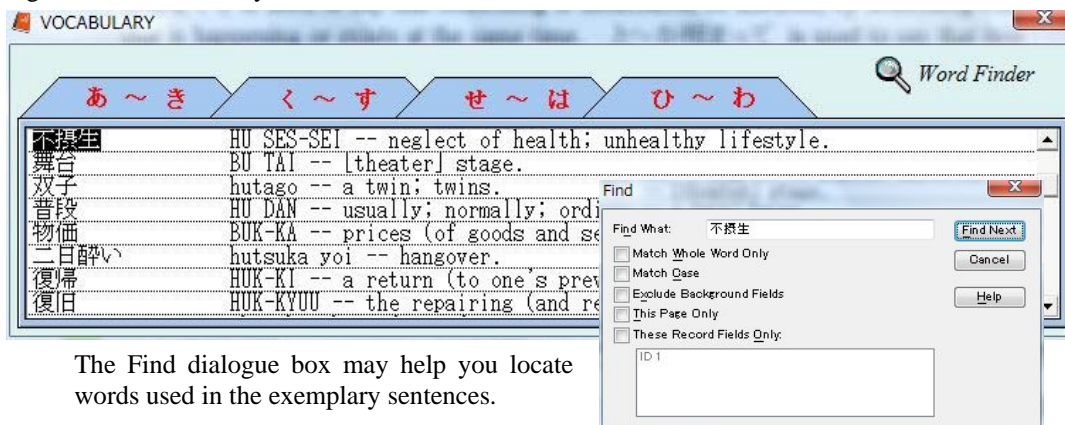 VOCABULARY
Word Finder
あ ~ き
く ~ す
せ ~ は
ひ ~ わ
不摂生 HU SES-SEI -- neglect of health; unhealthy lifestyle.
舞台 BU TAI -- [theater] stage.
双子 hutago -- a twin; twins.
普段 HU DAN -- usually; normally; ordi
物価 BUK-KA -- prices (of goods and se
二日酔い hutsuka yoi -- hangover.
復帰 HUK-KI -- a return (to one's prev
復旧 HUK-KYUU -- the repairing (and re
Find
Find What: 不摂生
Find Next
Match Whole Word Only
Cancel
Match Case
Exclude Background Fields
Help
This Page Only
These Record Fields Only:
ID 1
The Find dialogue box may help you locate
words used in the exemplary sentences.